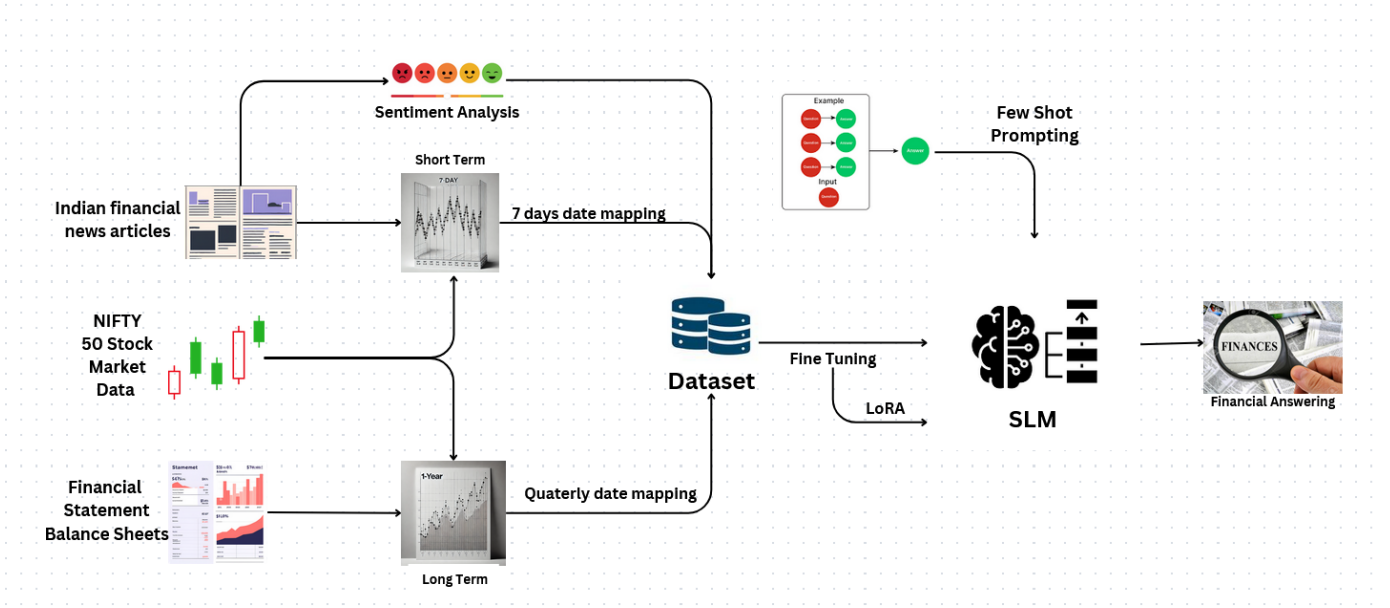 Sentiment Analysis
Example
Few Shot
Prompting
Short Term
7 DAY
Answer
Input
Indian financial
news articles
7 days date mapping
NIFTY
50 Stock
Market
Data
FINANCES
Fine Tuning
Dataset
Financial Answering
LoRA
SLM
Statement
1-Year
Financial
Statement
Balance Sheets
Quaterly date mapping
Long Term